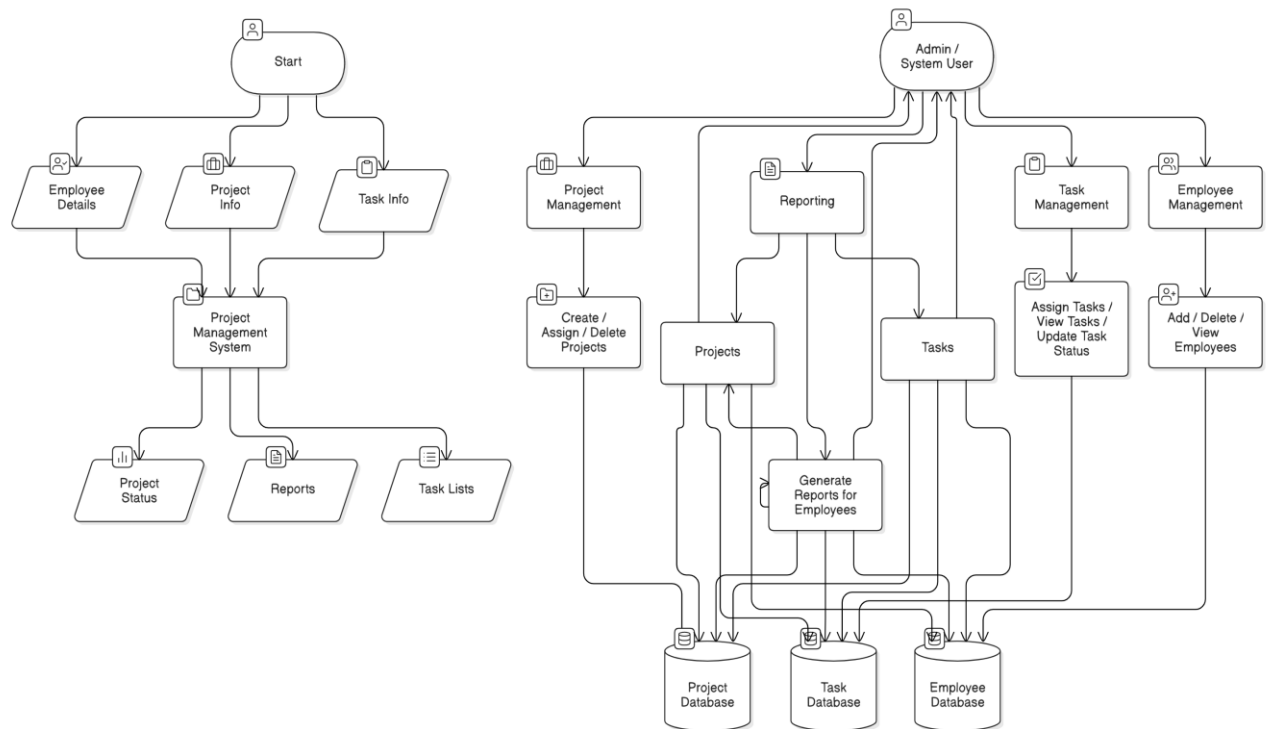 Start
Employee
Details
Project
Info
Task Info
Project
Management
System
Project
Status
Reports
Task Lists
Admin /
System User
Project
Management
Reporting
Task
Management
Employee
Management
Create /
Assign / Delete
Projects
Projects
Tasks
Assign Tasks /
View Tasks /
Update Task
Status
Add / Delete /
View
Employees
Generate
Reports for
Employees
Project
Database
Task
Database
Employee
Database